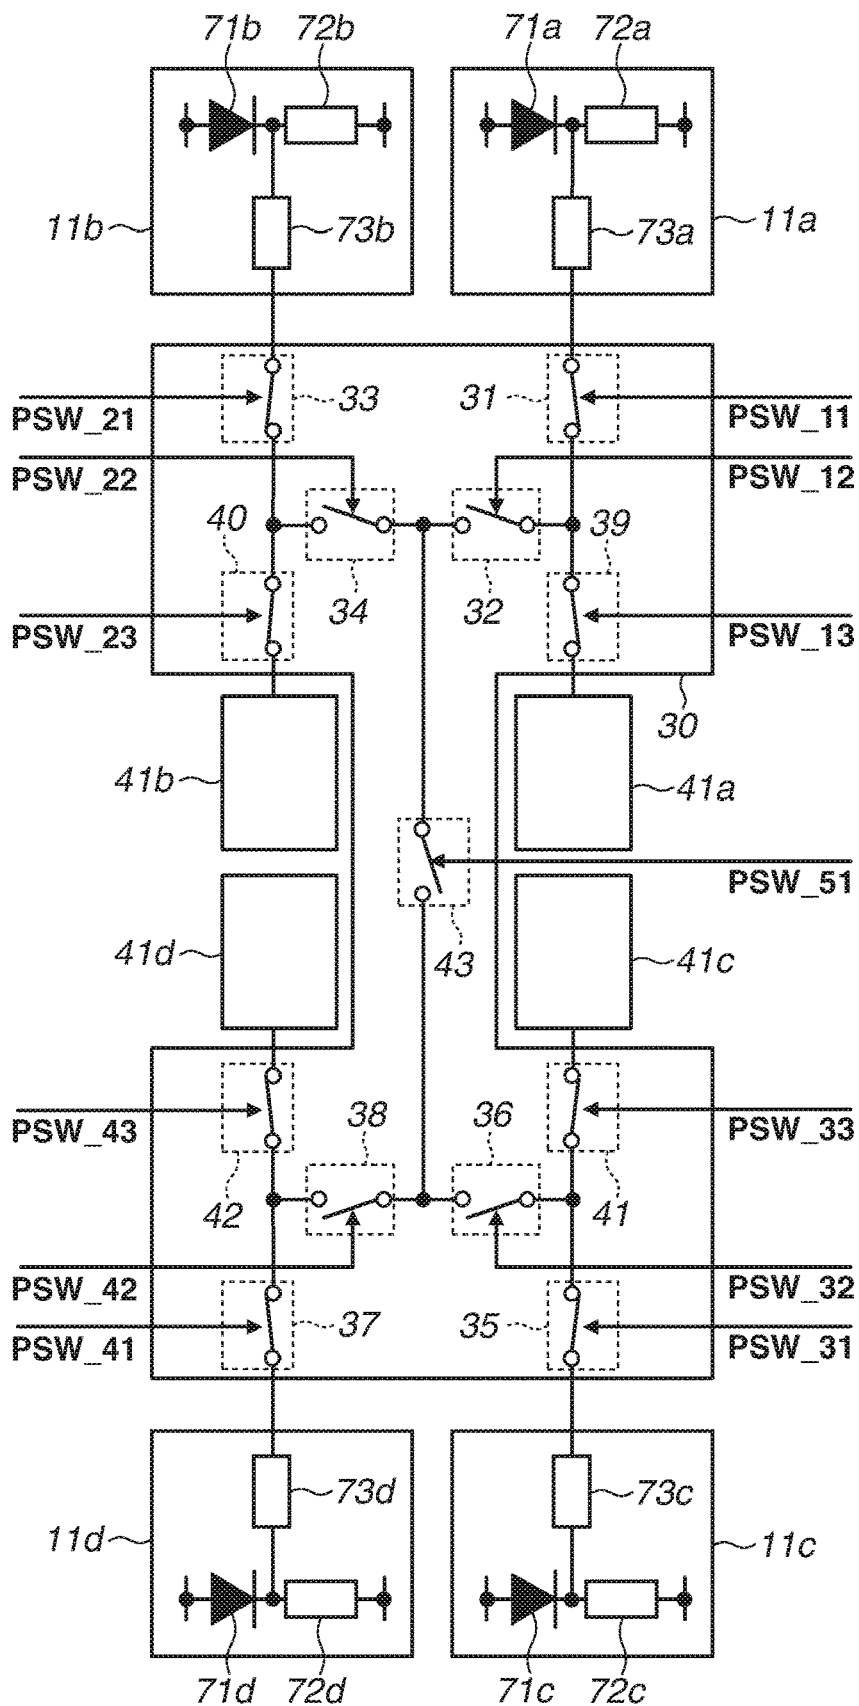 71b 72b 71a 72a
11b 73b 73a 11a
33 31
PSW_21 PSW_11
PSW_22 PSW_12
40 39
34 32
PSW_23 PSW_13
30
41b 41a
PSW_51
41d 43 41c
38 36
PSW_43 PSW_33
42 41
PSW_42 PSW_32
37 35
PSW_41 PSW_31
73d 73c
11d 11c
71d 72d 71c 72c